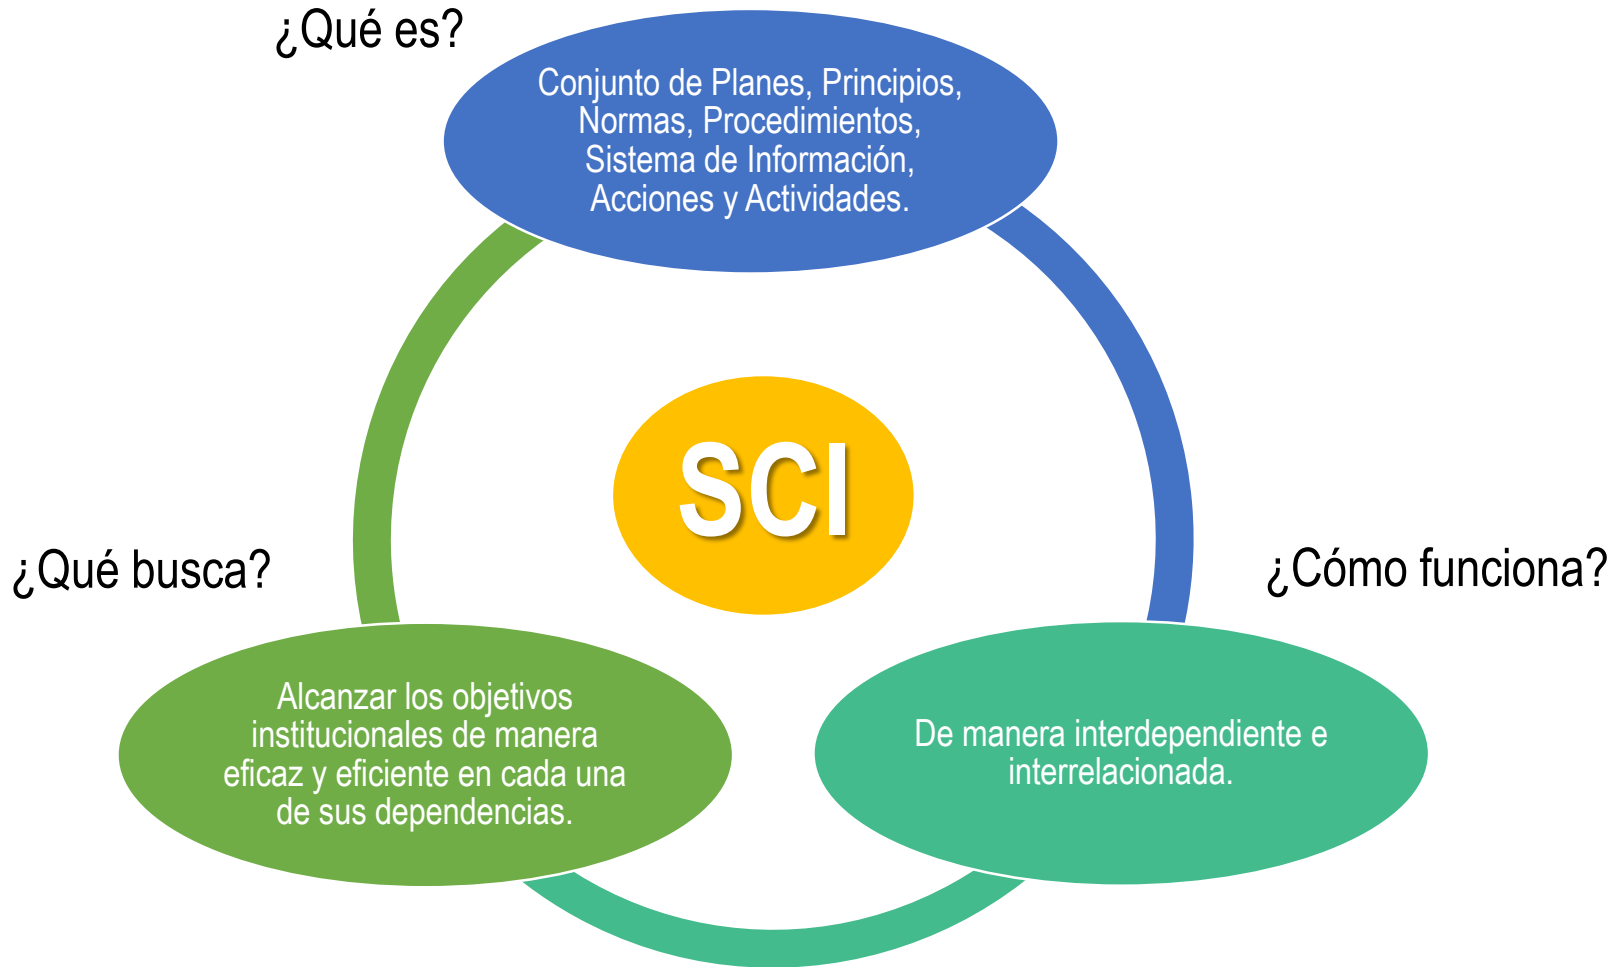 ¿Qué es?
Conjunto de Planes, Principios,
Normas, Procedimientos,
Sistema de Información,
Acciones y Actividades.
SCI
¿Qué busca?
¿Cómo funciona?
Alcanzar los objetivos
institucionales de manera
eficaz y eficiente en cada una
de sus dependencias.
De manera interdependiente e
interrelacionada.